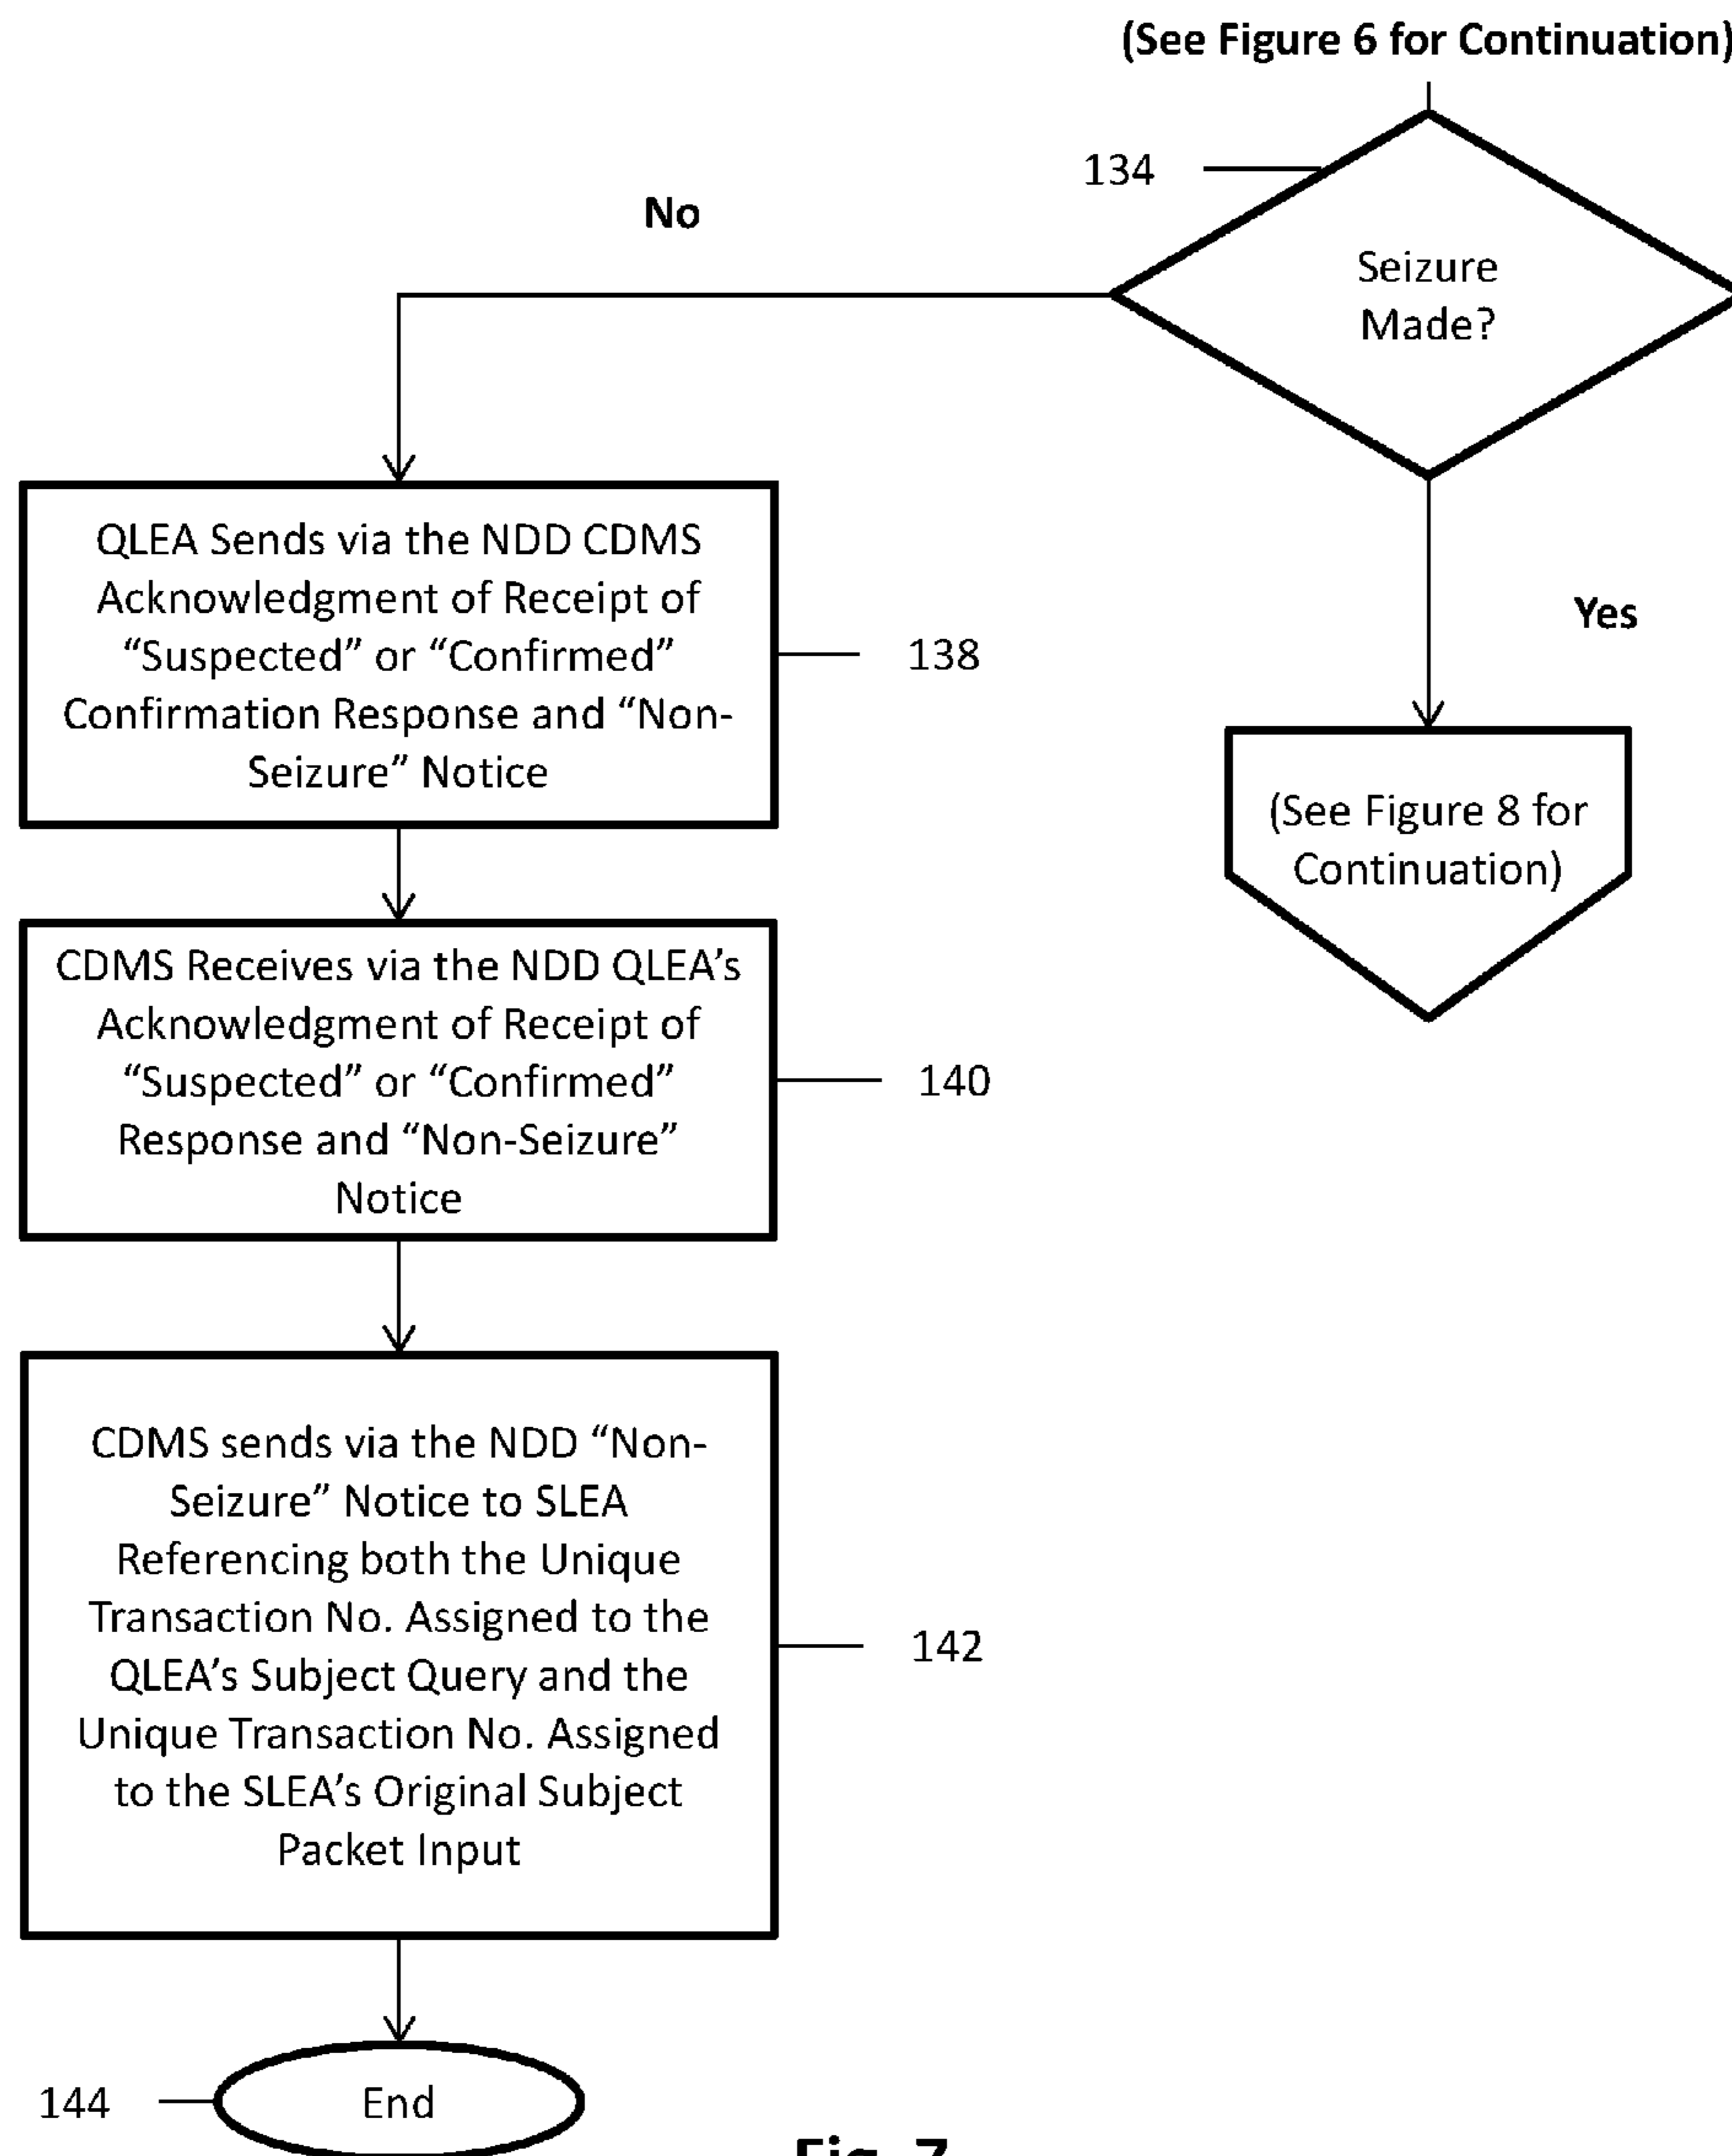 (See Figure 6 for Continuation)
134
No
Seizure
Made?
Yes
QLEA Sends via the NDD CDMS
Acknowledgment of Receipt of
“Suspected” or “Confirmed”
Confirmation Response and “Non-
Seizure” Notice
138
(See Figure 8 for
Continuation)
CDMS Receives via the NDD QLEA’s
Acknowledgment of Receipt of
“Suspected” or “Confirmed”
Response and “Non-Seizure”
Notice
140
CDMS sends via the NDD “Non-
Seizure” Notice to SLEA
Referencing both the Unique
Transaction No. Assigned to the
QLEA’s Subject Query and the
Unique Transaction No. Assigned
to the SLEA’s Original Subject
Packet Input
142
144
End
Fig. 7